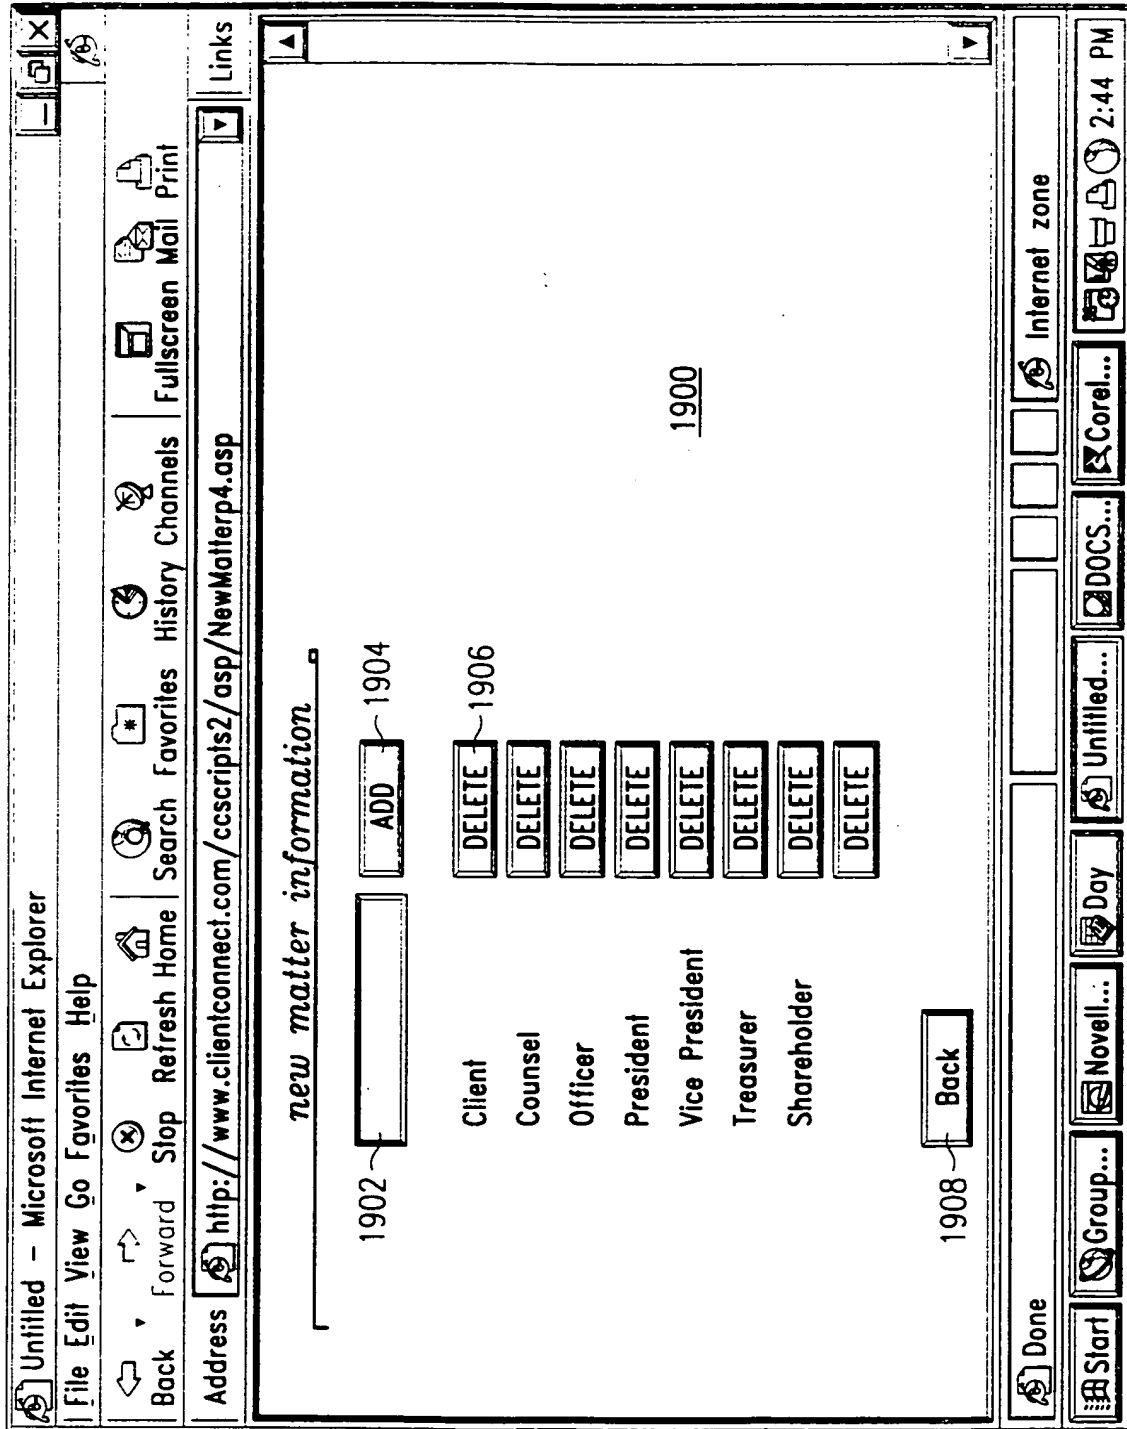 Untitled – Microsoft Internet Explorer
File Edit View Go Favorites Help
Back Forward Stop Refresh Home Search Favorites History Channels Fullscreen Mail Print
Address http://www.clientconnect.com/ccscripts2/asp/NewMatterp4.asp Links
new matter information
1902 ADD 1904
Client DELETE 1906
Counsel DELETE
Officer DELETE
President DELETE
Vice President DELETE
Treasurer DELETE
Shareholder DELETE
DELETE
1900
1908 Back
Done Internet zone
Start Group... Novell... Day Untitled... DOCS... Corel... 2:44 PM